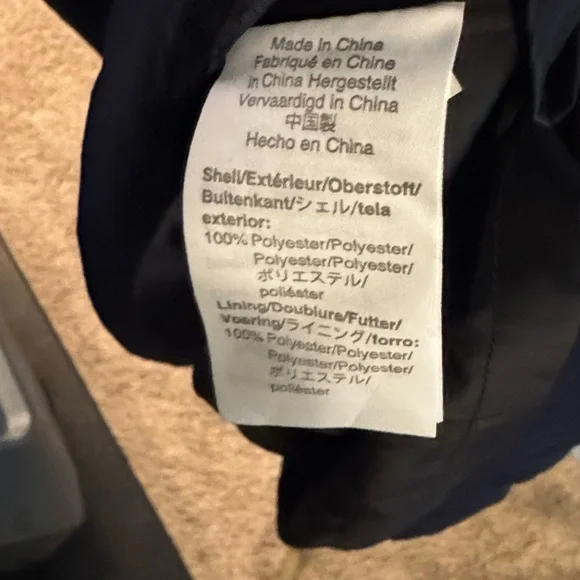 Made in China
Fabriqué en Chine
in China Hergestellt
Vervaardigd in China
中国製
Hecho en China
Shell/Extérieur/Oberstoff/
Buitenkant/シェル/tela
exterior:
100% Polyester/Polyester/
Polyester/Polyester/
ポリエステル/
poliéster
Lining/Doublure/Futter/
Voering/ライニング/forro:
100% Polyester/Polyester/
Polyester/Polyester/
ポリエステル/
poliéster